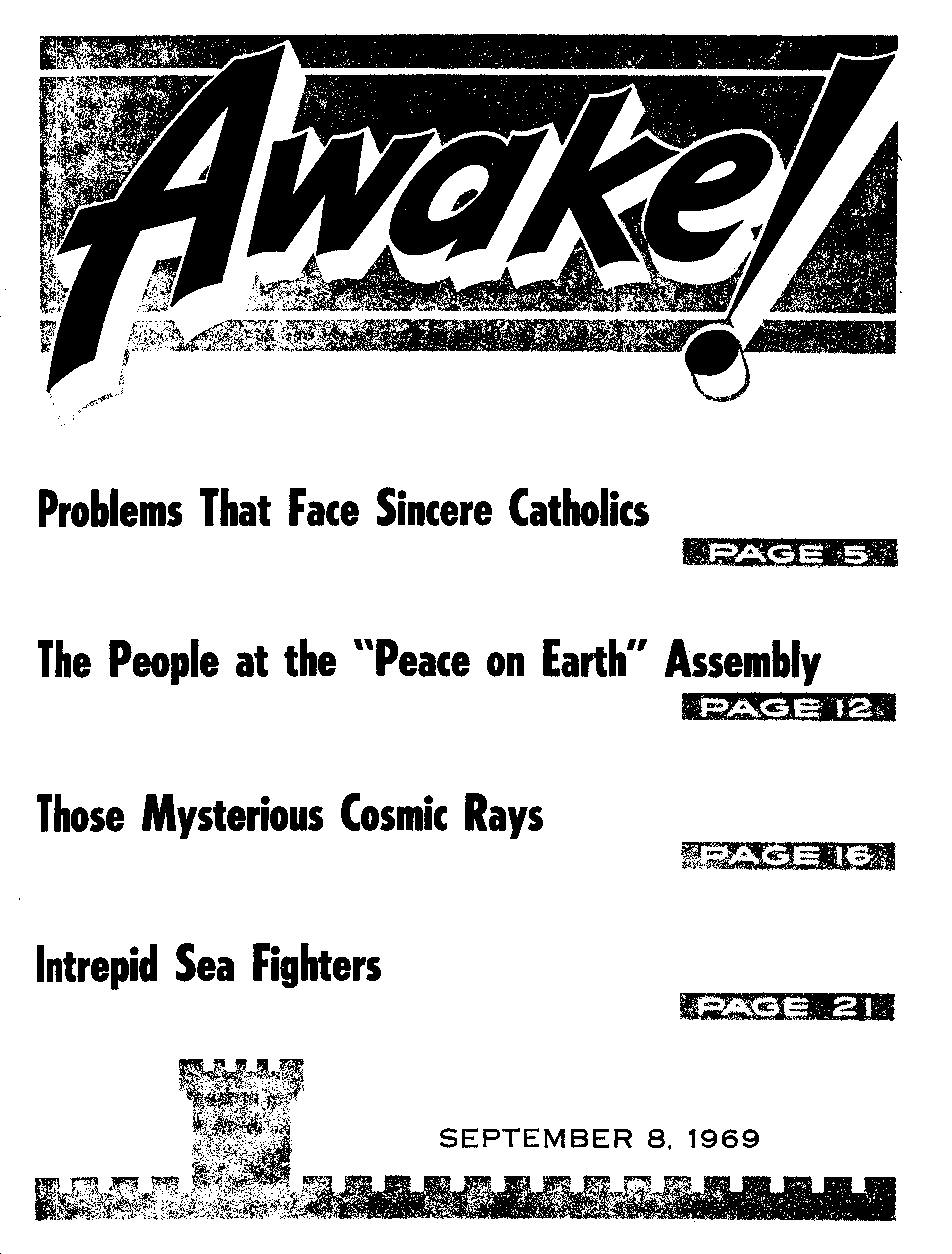 Awake!
Problems That Face Sincere Catholics
PAGE 5
The People at the "Peace on Earth" Assembly
PAGE 12
Those Mysterious Cosmic Rays
PAGE 16
Intrepid Sea Fighters
PAGE 21
SEPTEMBER 8, 1969